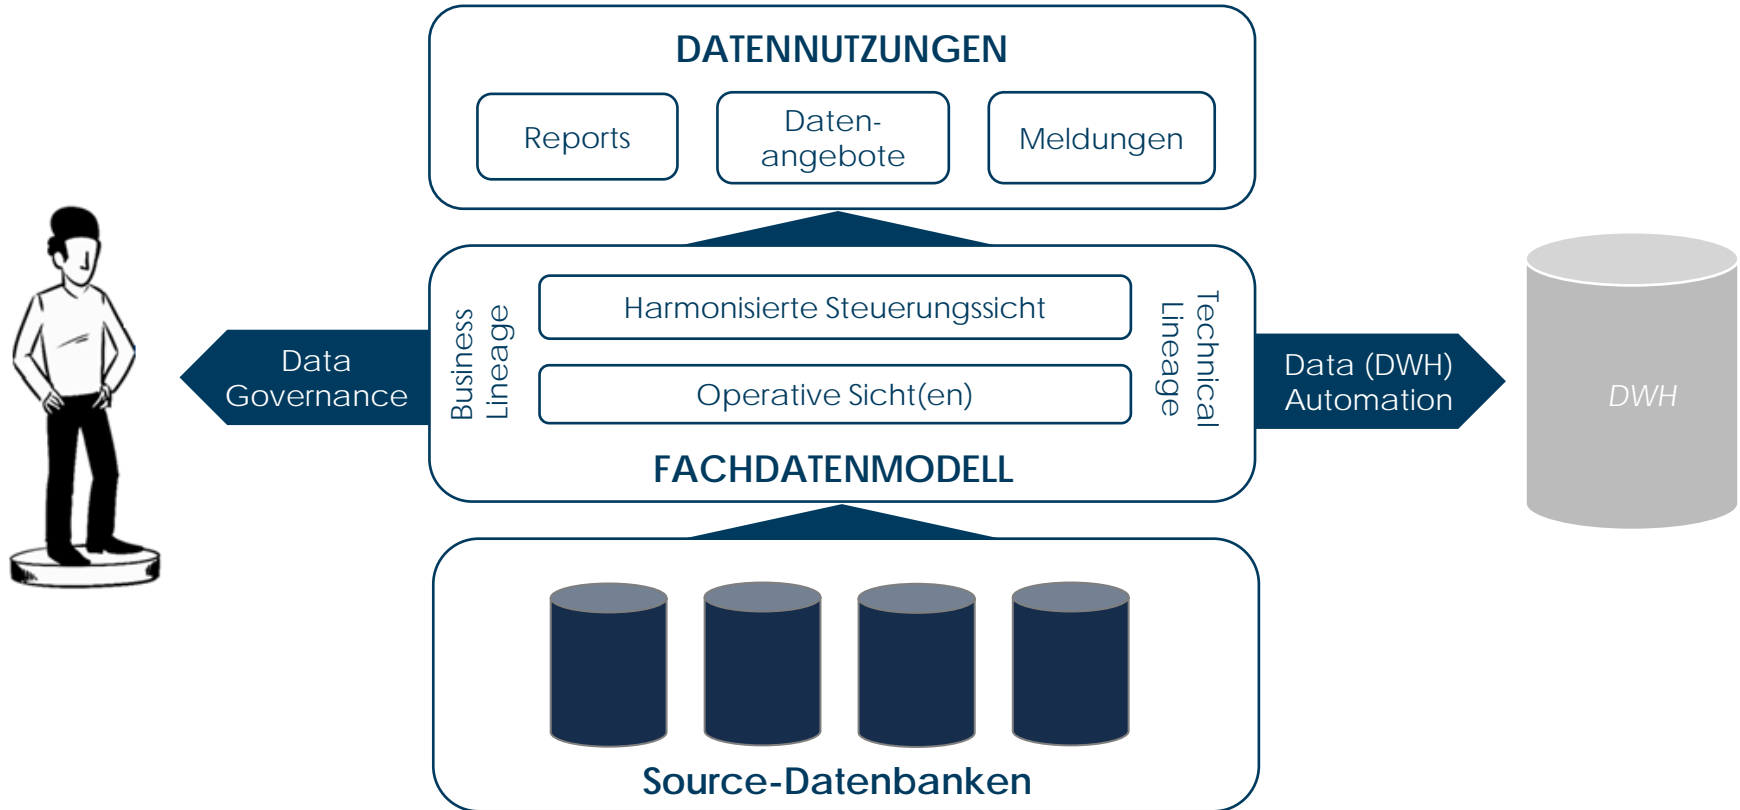 DATENNUTZUNGEN
Reports
Daten-
angebote
Meldungen
Data
Governance
Business
Lineage
Harmonisierte Steuerungssicht
Operative Sicht(en)
Technical
Lineage
FACHDATENMODELL
Data (DWH)
Automation
DWH
Source-Datenbanken